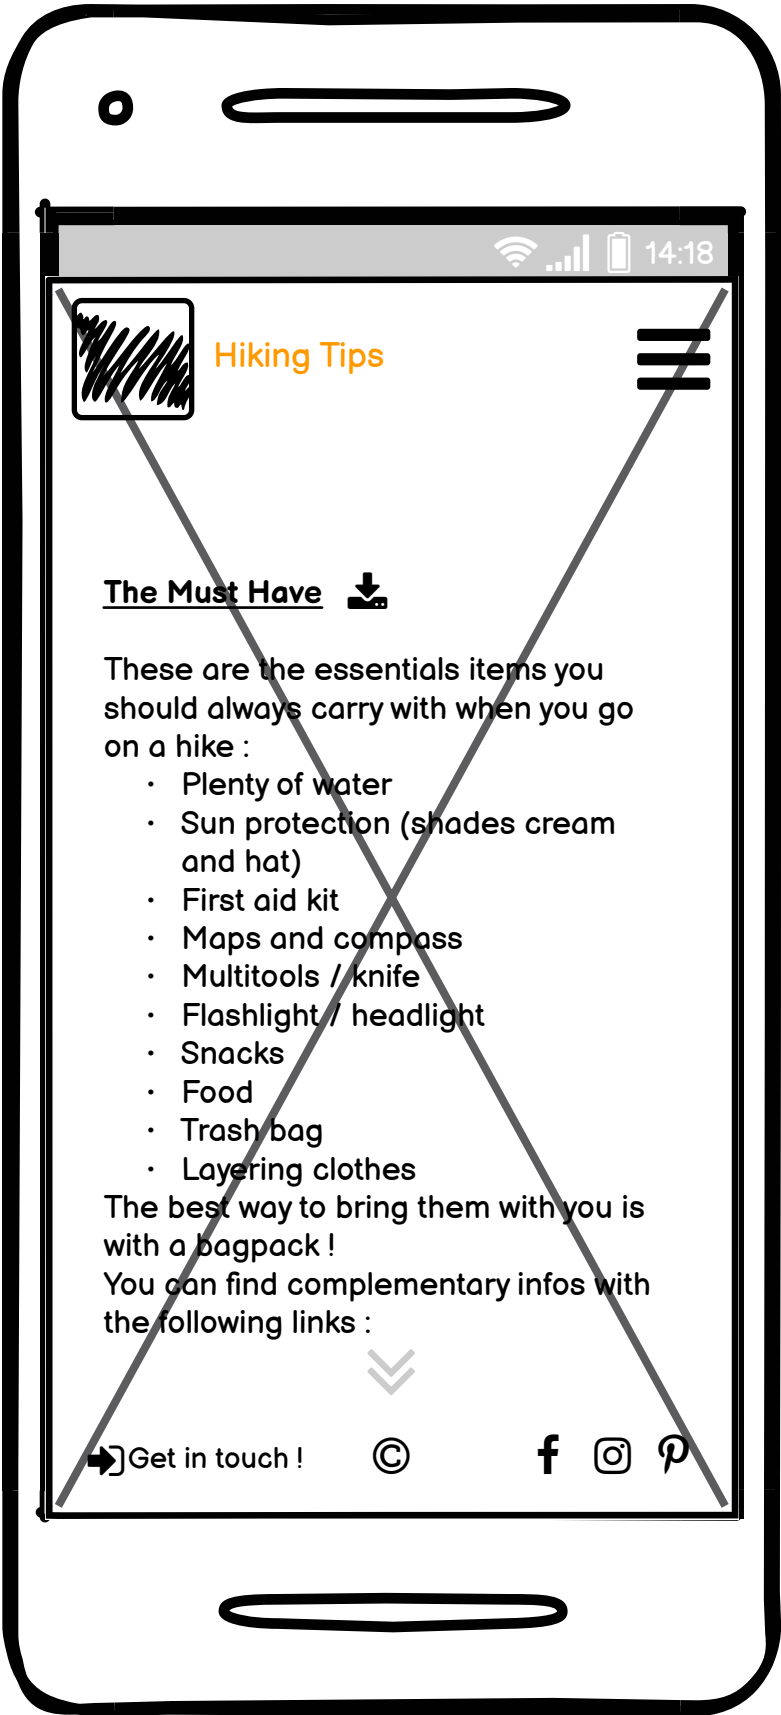 14:18
Hiking Tips
The Must Have
These are the essentials items you
should always carry with when you go
on a hike :
· Plenty of water
· Sun protection (shades cream
and hat)
· First aid kit
· Maps and compass
· Multitools / knife
· Flashlight / headlight
· Snacks
· Food
· Trash bag
· Layering clothes
The best way to bring them with you is
with a bagpack !
You can find complementary infos with
the following links :
Get in touch ! ©